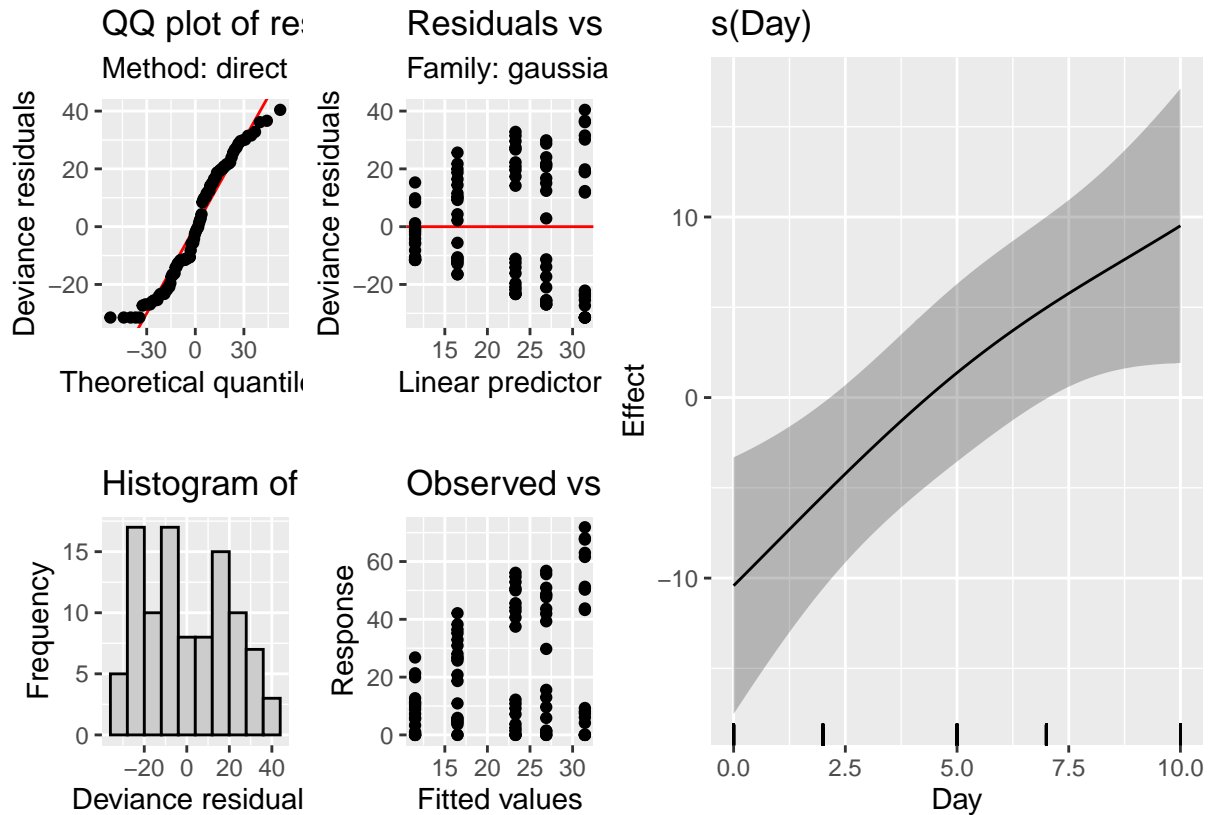 QQ plot of res
Method: direct
Deviance residuals
40
20
0
−20
−30 0 30
Theoretical quantile
Residuals vs
Family: gaussia
Deviance residuals
40
20
0
−20
15 20 25 30
Linear predictor
Histogram of
Frequency
15
10
5
0
−20 0 20 40
Deviance residual
Observed vs
Response
60
40
20
0
15 20 25 30
Fitted values
s(Day)
Effect
10
0
−10
0.0 2.5 5.0 7.5 10.0
Day